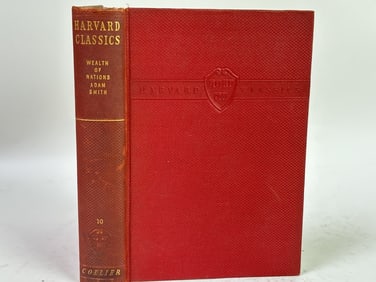 HARVARD
CLASSICS
WEALTH
OF
NATIONS
ADAM
SMITH
10
COLLIER
HARVARD CLASSICS